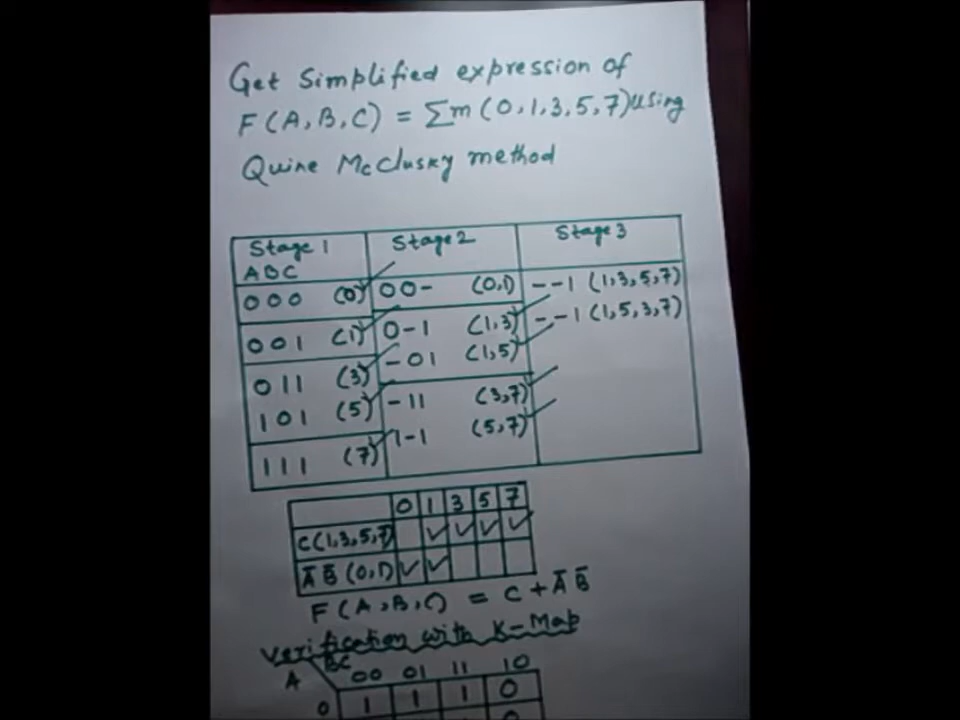 Get Simplified expression of
F(A,B,C) = Σm(0,1,3,5,7) using
Quine McClusky method
Stage 1 Stage 2 Stage 3
ABC
000 (0)✓ 00- (0,1) --1 (1,3,5,7)
001 (1)✓ 0-1 (1,3)✓ --1 (1,5,3,7)
-01 (1,5)✓
011 (3)✓
101 (5)✓ -11 (3,7)✓
111 (7)✓ 1-1 (5,7)✓
0 1 3 5 7
C(1,3,5,7) ✓ ✓ ✓ ✓
A̅ B̅ (0,1) ✓ ✓
F(A,B,C) = C + A̅ B̅
Verification with K-Map
BC
A 00 01 11 10
0 1 1 1 0